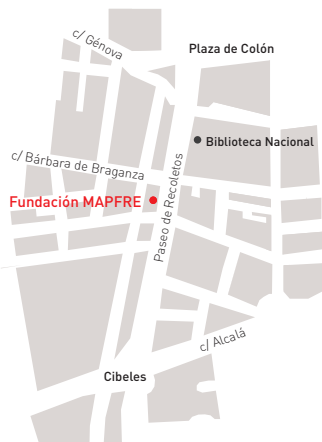 c/ Génova
Plaza de Colón
Biblioteca Nacional
c/ Bárbara de Braganza
Fundación MAPFRE
Paseo de Recoletos
c/ Alcalá
Cibeles